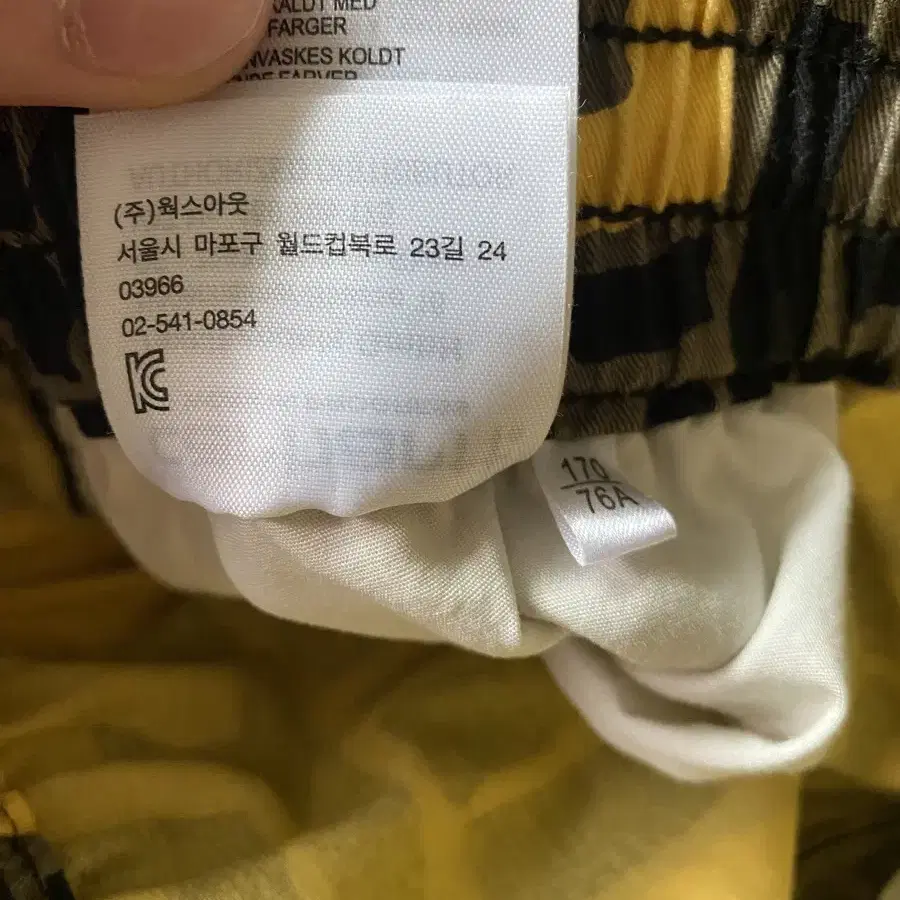 KALDT MED
FARGER
VASKES KOLDT
FARVER
(주)웍스아웃
서울시 마포구 월드컵북로 23길 24
03966
02-541-0854
170
76A